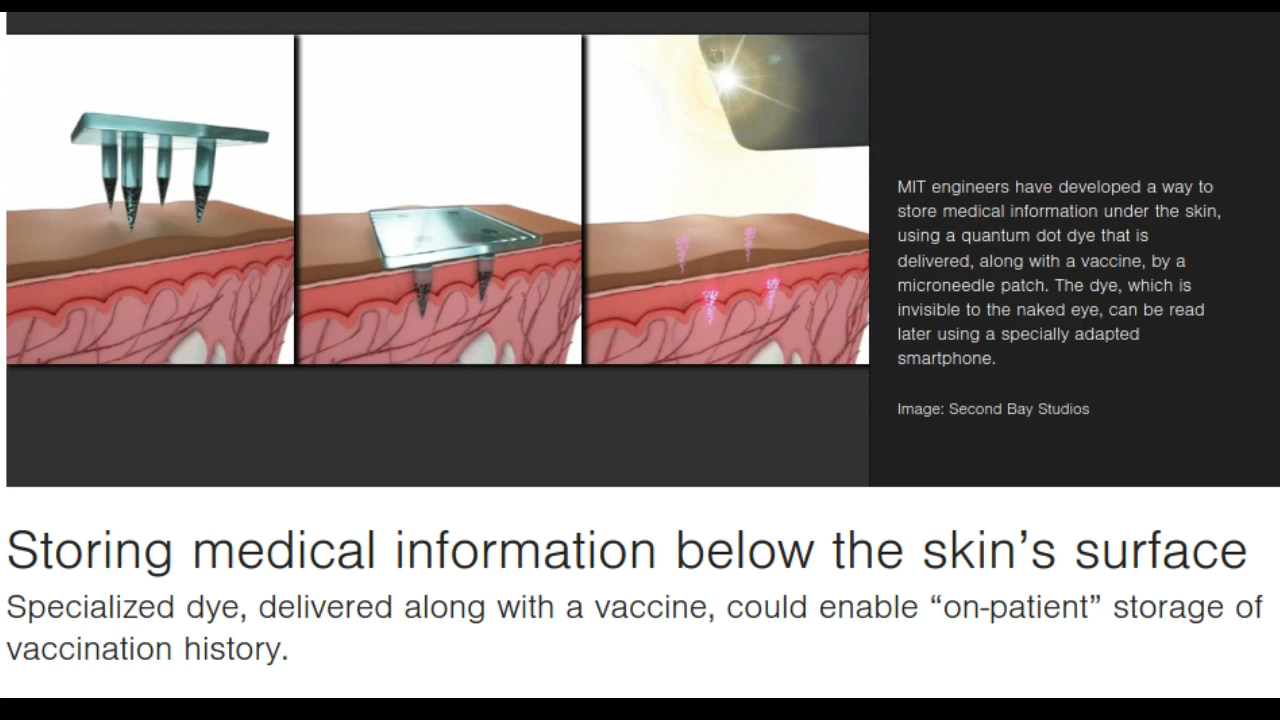 MIT engineers have developed a way to
store medical information under the skin,
using a quantum dot dye that is
delivered, along with a vaccine, by a
microneedle patch. The dye, which is
invisible to the naked eye, can be read
later using a specially adapted
smartphone.
Image: Second Bay Studios
Storing medical information below the skin’s surface
Specialized dye, delivered along with a vaccine, could enable “on-patient” storage of
vaccination history.